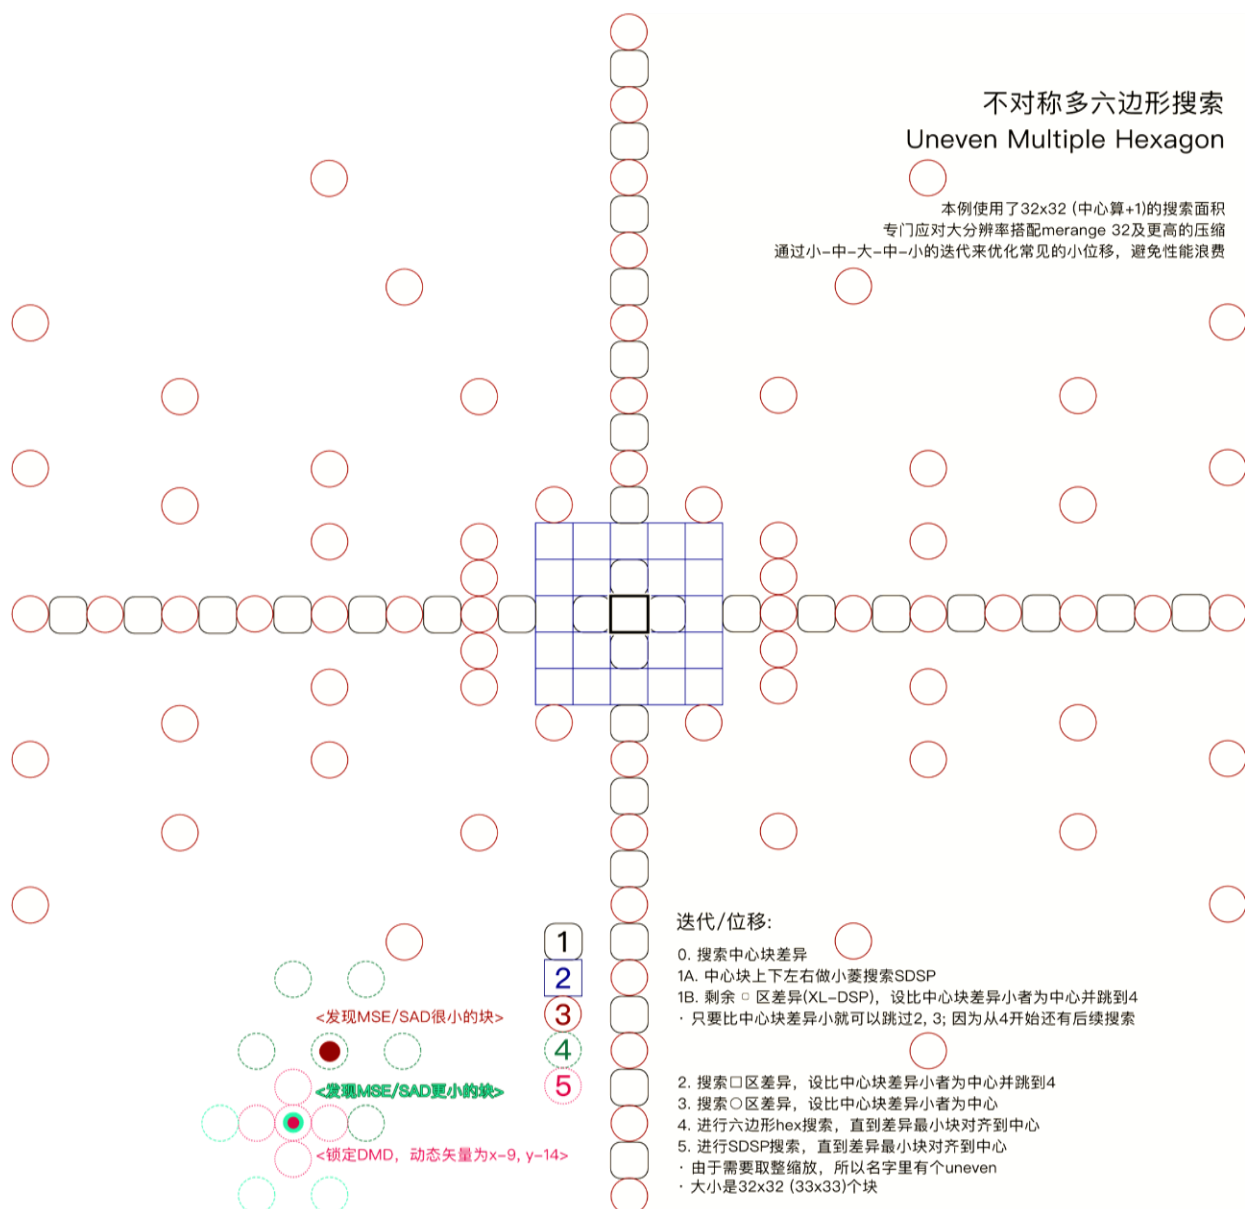 不对称多六边形搜索
Uneven Multiple Hexagon
本例使用了32x32 (中心算+1)的搜索面积
专门应对大分辨率搭配merange 32及更高的压缩
通过小-中-大-中-小的迭代来优化常见的小位移，避免性能浪费
1
2
3
4
5
<发现MSE/SAD很小的块>
<发现MSE/SAD更小的块>
<锁定DMD，动态矢量为x-9, y-14>
迭代/位移:
0. 搜索中心块差异
1A. 中心块上下左右做小菱搜索SDSP
1B. 剩余 ▫ 区差异(XL-DSP)，设比中心块差异小者为中心并跳到4
· 只要比中心块差异小就可以跳过2, 3; 因为从4开始还有后续搜索
2. 搜索□区差异，设比中心块差异小者为中心并跳到4
3. 搜索○区差异，设比中心块差异小者为中心
4. 进行六边形hex搜索，直到差异最小块对齐到中心
5. 进行SDSP搜索，直到差异最小块对齐到中心
· 由于需要取整缩放，所以名字里有个uneven
· 大小是32x32 (33x33)个块